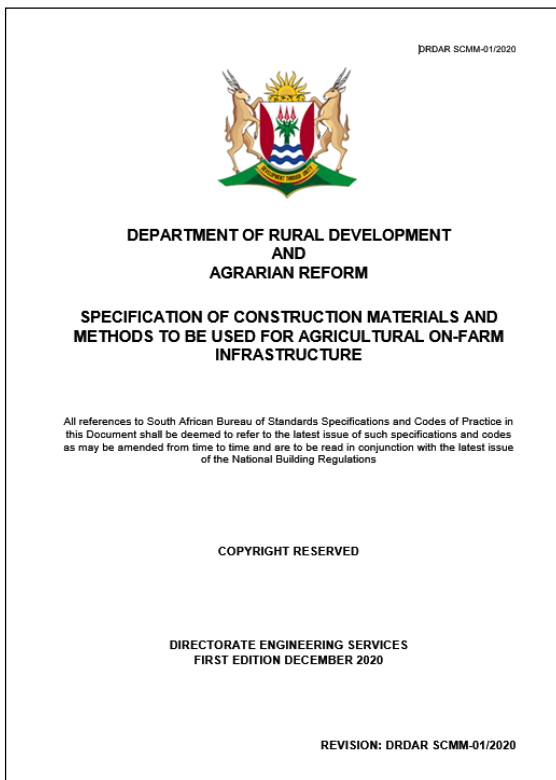 DRDAR SCMM-01/2020
DEVELOPMENT THROUGH UNITY
DEPARTMENT OF RURAL DEVELOPMENT
AND
AGRARIAN REFORM
SPECIFICATION OF CONSTRUCTION MATERIALS AND
METHODS TO BE USED FOR AGRICULTURAL ON-FARM
INFRASTRUCTURE
All references to South African Bureau of Standards Specifications and Codes of Practice in
this Document shall be deemed to refer to the latest issue of such specifications and codes
as may be amended from time to time and are to be read in conjunction with the latest issue
of the National Building Regulations
COPYRIGHT RESERVED
DIRECTORATE ENGINEERING SERVICES
FIRST EDITION DECEMBER 2020
REVISION: DRDAR SCMM-01/2020